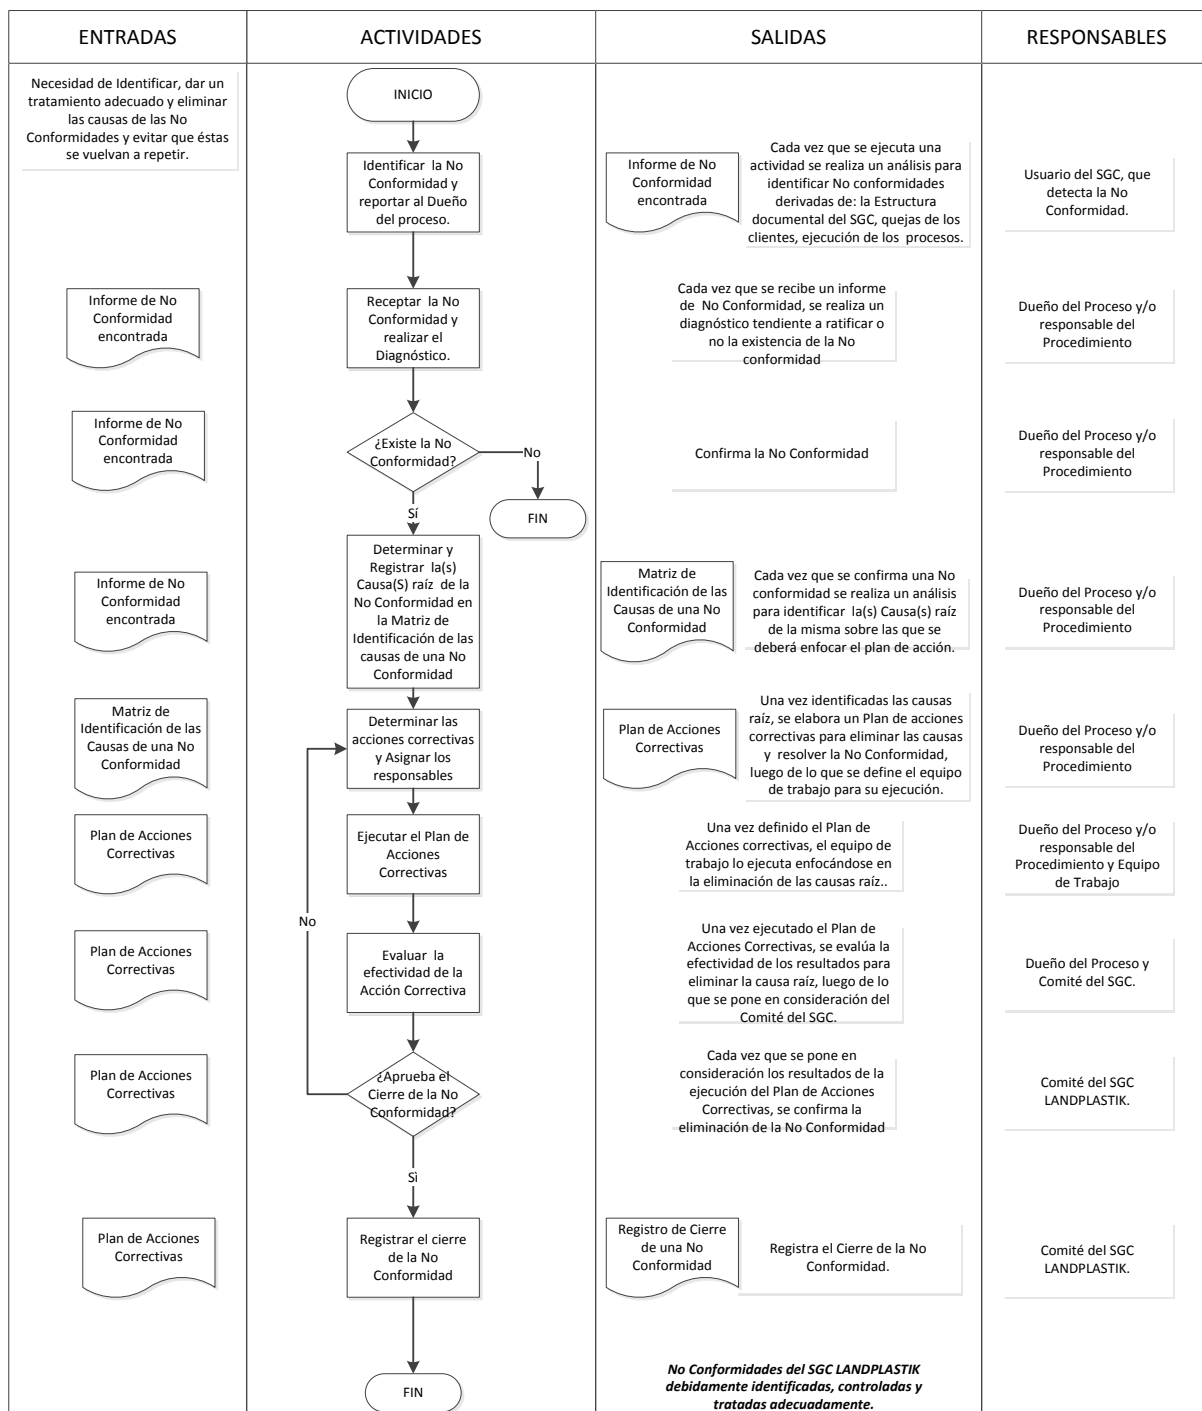 ENTRADAS
ACTIVIDADES
SALIDAS
RESPONSABLES
Necesidad de Identificar, dar un
tratamiento adecuado y eliminar
las causas de las No
Conformidades y evitar que éstas
se vuelvan a repetir.
INICIO
Identificar la No
Conformidad y
reportar al Dueño
del proceso.
Informe de No
Conformidad
encontrada
Cada vez que se ejecuta una
actividad se realiza un análisis para
identificar No conformidades
derivadas de: la Estructura
documental del SGC, quejas de los
clientes, ejecución de los procesos.
Usuario del SGC, que
detecta la No
Conformidad.
Informe de No
Conformidad
encontrada
Receptar la No
Conformidad y
realizar el
Diagnóstico.
Cada vez que se recibe un informe
de No Conformidad, se realiza un
diagnóstico tendiente a ratificar o
no la existencia de la No
conformidad
Dueño del Proceso y/o
responsable del
Procedimiento
Informe de No
Conformidad
encontrada
¿Existe la No
Conformidad?
No
FIN
Sí
Confirma la No Conformidad
Dueño del Proceso y/o
responsable del
Procedimiento
Informe de No
Conformidad
encontrada
Determinar y
Registrar la(s)
Causa(S) raíz de la
No Conformidad en
la Matriz de
Identificación de las
causas de una No
Conformidad
Matriz de
Identificación de las
Causas de una No
Conformidad
Cada vez que se confirma una No
conformidad se realiza un análisis
para identificar la(s) Causa(s) raíz
de la misma sobre las que se
deberá enfocar el plan de acción.
Dueño del Proceso y/o
responsable del
Procedimiento
Matriz de
Identificación de las
Causas de una No
Conformidad
Determinar las
acciones correctivas
y Asignar los
responsables
Plan de Acciones
Correctivas
Una vez identificadas las causas
raíz, se elabora un Plan de acciones
correctivas para eliminar las causas
y resolver la No Conformidad,
luego de lo que se define el equipo
de trabajo para su ejecución.
Dueño del Proceso y/o
responsable del
Procedimiento
Plan de Acciones
Correctivas
Ejecutar el Plan de
Acciones
Correctivas
Una vez definido el Plan de
Acciones correctivas, el equipo de
trabajo lo ejecuta enfocándose en
la eliminación de las causas raíz..
Dueño del Proceso y/o
responsable del
Procedimiento y Equipo
de Trabajo
No
Plan de Acciones
Correctivas
Evaluar la
efectividad de la
Acción Correctiva
Una vez ejecutado el Plan de
Acciones Correctivas, se evalúa la
efectividad de los resultados para
eliminar la causa raíz, luego de lo
que se pone en consideración del
Comité del SGC.
Dueño del Proceso y
Comité del SGC.
Plan de Acciones
Correctivas
¿Aprueba el
Cierre de la No
Conformidad?
Sì
Cada vez que se pone en
consideración los resultados de la
ejecución del Plan de Acciones
Correctivas, se confirma la
eliminación de la No Conformidad
Comité del SGC
LANDPLASTIK.
Plan de Acciones
Correctivas
Registrar el cierre
de la No
Conformidad
Registro de Cierre
de una No
Conformidad
Registra el Cierre de la No
Conformidad.
Comité del SGC
LANDPLASTIK.
FIN
No Conformidades del SGC LANDPLASTIK
debidamente identificadas, controladas y
tratadas adecuadamente.